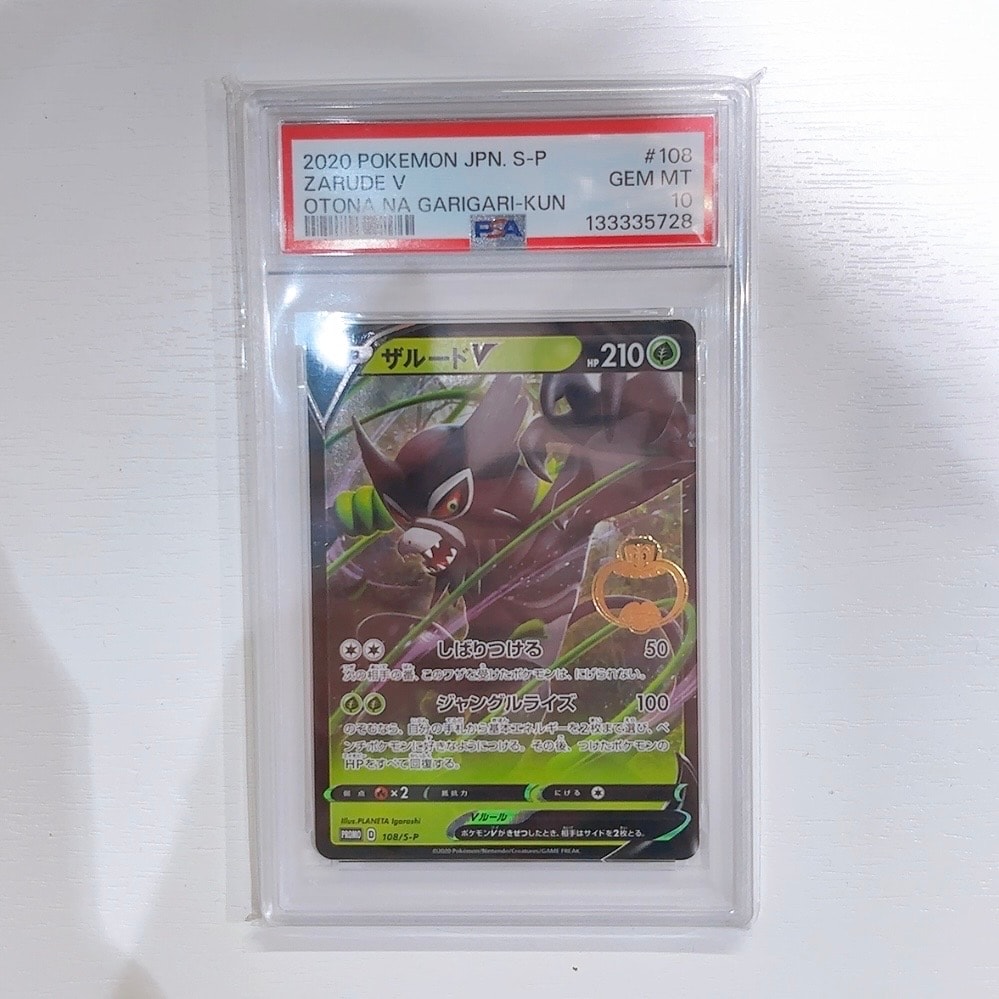 2020 POKEMON JPN. S-P #108
ZARUDE V GEM MT
OTONA NA GARIGARI-KUN 10
PSA 133335728
ザルードV HP 210
しばりつける 50
次の相手の番、このワザを受けたポケモンは、にげられない。
ジャングルライズ 100
のぞむなら、自分の手札から基本エネルギーを2枚まで選び、ベ
ンチポケモンに好きなようにつける。その後、つけたポケモンの
HPをすべて回復する。
弱点 ×2 抵抗力 にげる
Illus. PLANETA Igarashi
Vルール
PROMO D 108/S-P
ポケモンVがきぜつしたとき、相手はサイドを2枚とる。
©2020 Pokémon/Nintendo/Creatures/GAME FREAK.